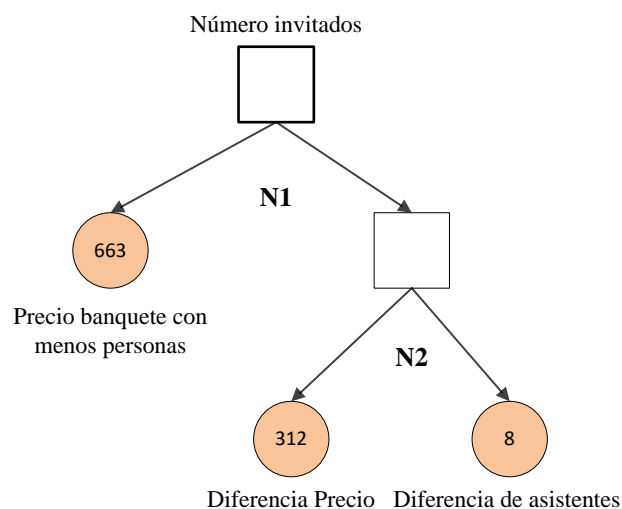 Número invitados
N1
663
Precio banquete con
menos personas
N2
312
8
Diferencia Precio
Diferencia de asistentes